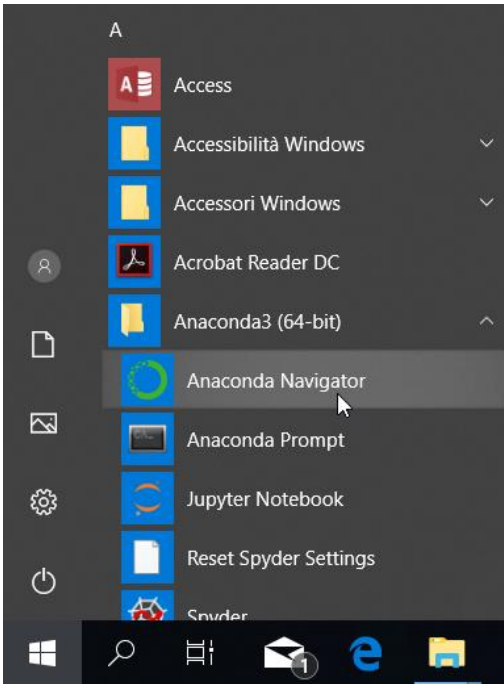 A
Access
Accessibilità Windows
Accessori Windows
Acrobat Reader DC
Anaconda3 (64-bit)
Anaconda Navigator
Anaconda Prompt
Jupyter Notebook
Reset Spyder Settings
Spyder
1